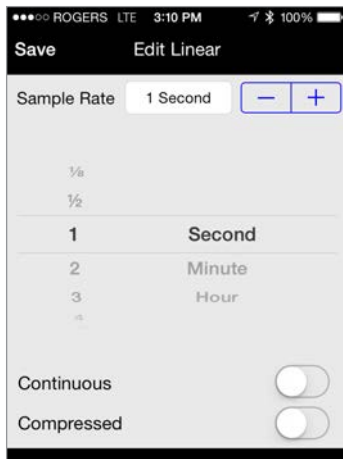 ROGERS LTE 3:10 PM 100%
Save Edit Linear
Sample Rate 1 Second − +
⅛
½
1 Second
2 Minute
3 Hour
Continuous
Compressed